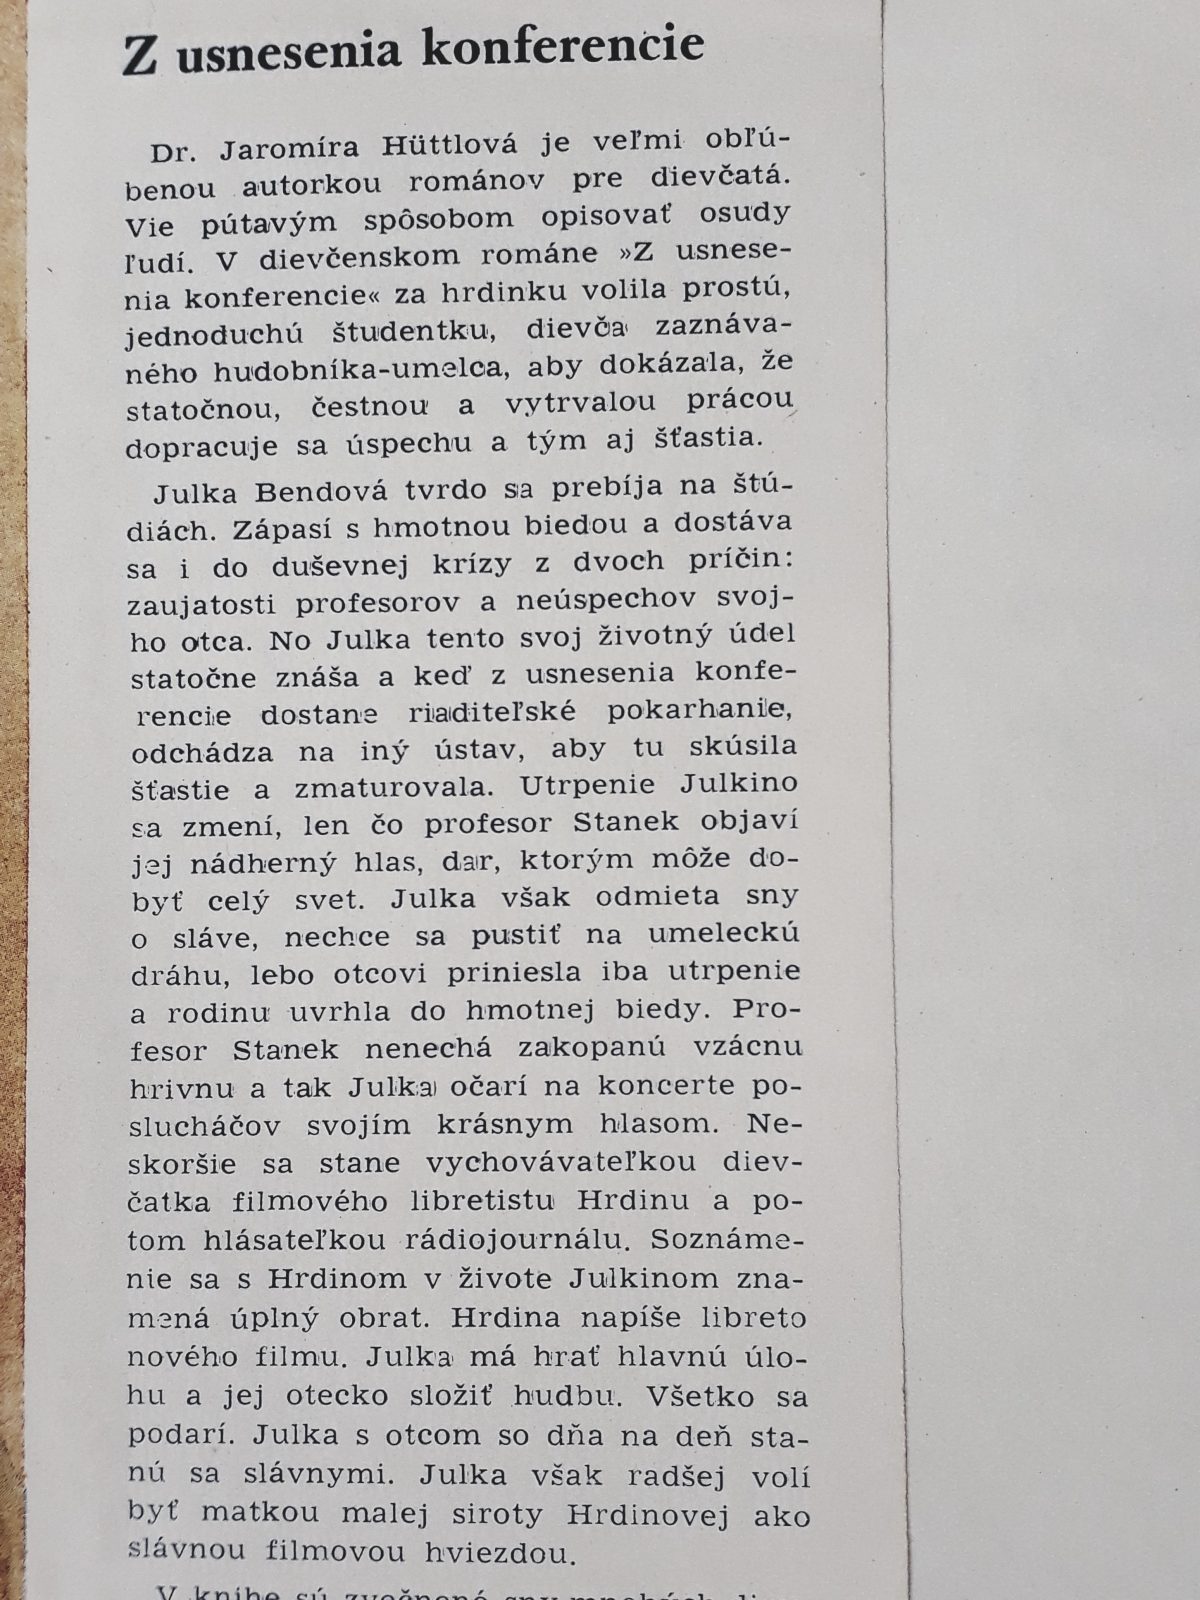 Z usnesenia konferencie
Dr. Jaromíra Hüttlová je veľmi obľú-
benou autorkou románov pre dievčatá.
Vie pútavým spôsobom opisovať osudy
ľudí. V dievčenskom románe »Z usnese-
nia konferencie« za hrdinku volila prostú,
jednoduchú študentku, dievča zaznáva-
ného hudobníka-umelca, aby dokázala, že
statočnou, čestnou a vytrvalou prácou
dopracuje sa úspechu a tým aj šťastia.
Julka Bendová tvrdo sa prebíja na štú-
diách. Zápasí s hmotnou biedou a dostáva
sa i do duševnej krízy z dvoch príčin:
zaujatosti profesorov a neúspechov svoj-
ho otca. No Julka tento svoj životný údel
statočne znáša a keď z usnesenia konfe-
rencie dostane riaditeľské pokarhanie,
odchádza na iný ústav, aby tu skúsila
šťastie a zmaturovala. Utrpenie Julkino
sa zmení, len čo profesor Stanek objaví
jej nádherný hlas, dar, ktorým môže do-
byť celý svet. Julka však odmieta sny
o sláve, nechce sa pustiť na umeleckú
dráhu, lebo otcovi priniesla iba utrpenie
a rodinu uvrhla do hmotnej biedy. Pro-
fesor Stanek nenechá zakopanú vzácnu
hrivnu a tak Julka očarí na koncerte po-
slucháčov svojím krásnym hlasom. Ne-
skoršie sa stane vychovávateľkou diev-
čatka filmového libretistu Hrdinu a po-
tom hlásateľkou rádiojournálu. Soznáme-
nie sa s Hrdinom v živote Julkinom zna-
mená úplný obrat. Hrdina napíše libreto
nového filmu. Julka má hrať hlavnú úlo-
hu a jej otecko složiť hudbu. Všetko sa
podarí. Julka s otcom so dňa na deň sta-
nú sa slávnymi. Julka však radšej volí
byť matkou malej siroty Hrdinovej ako
slávnou filmovou hviezdou.
V knihe sú zvečnené sny mnohých